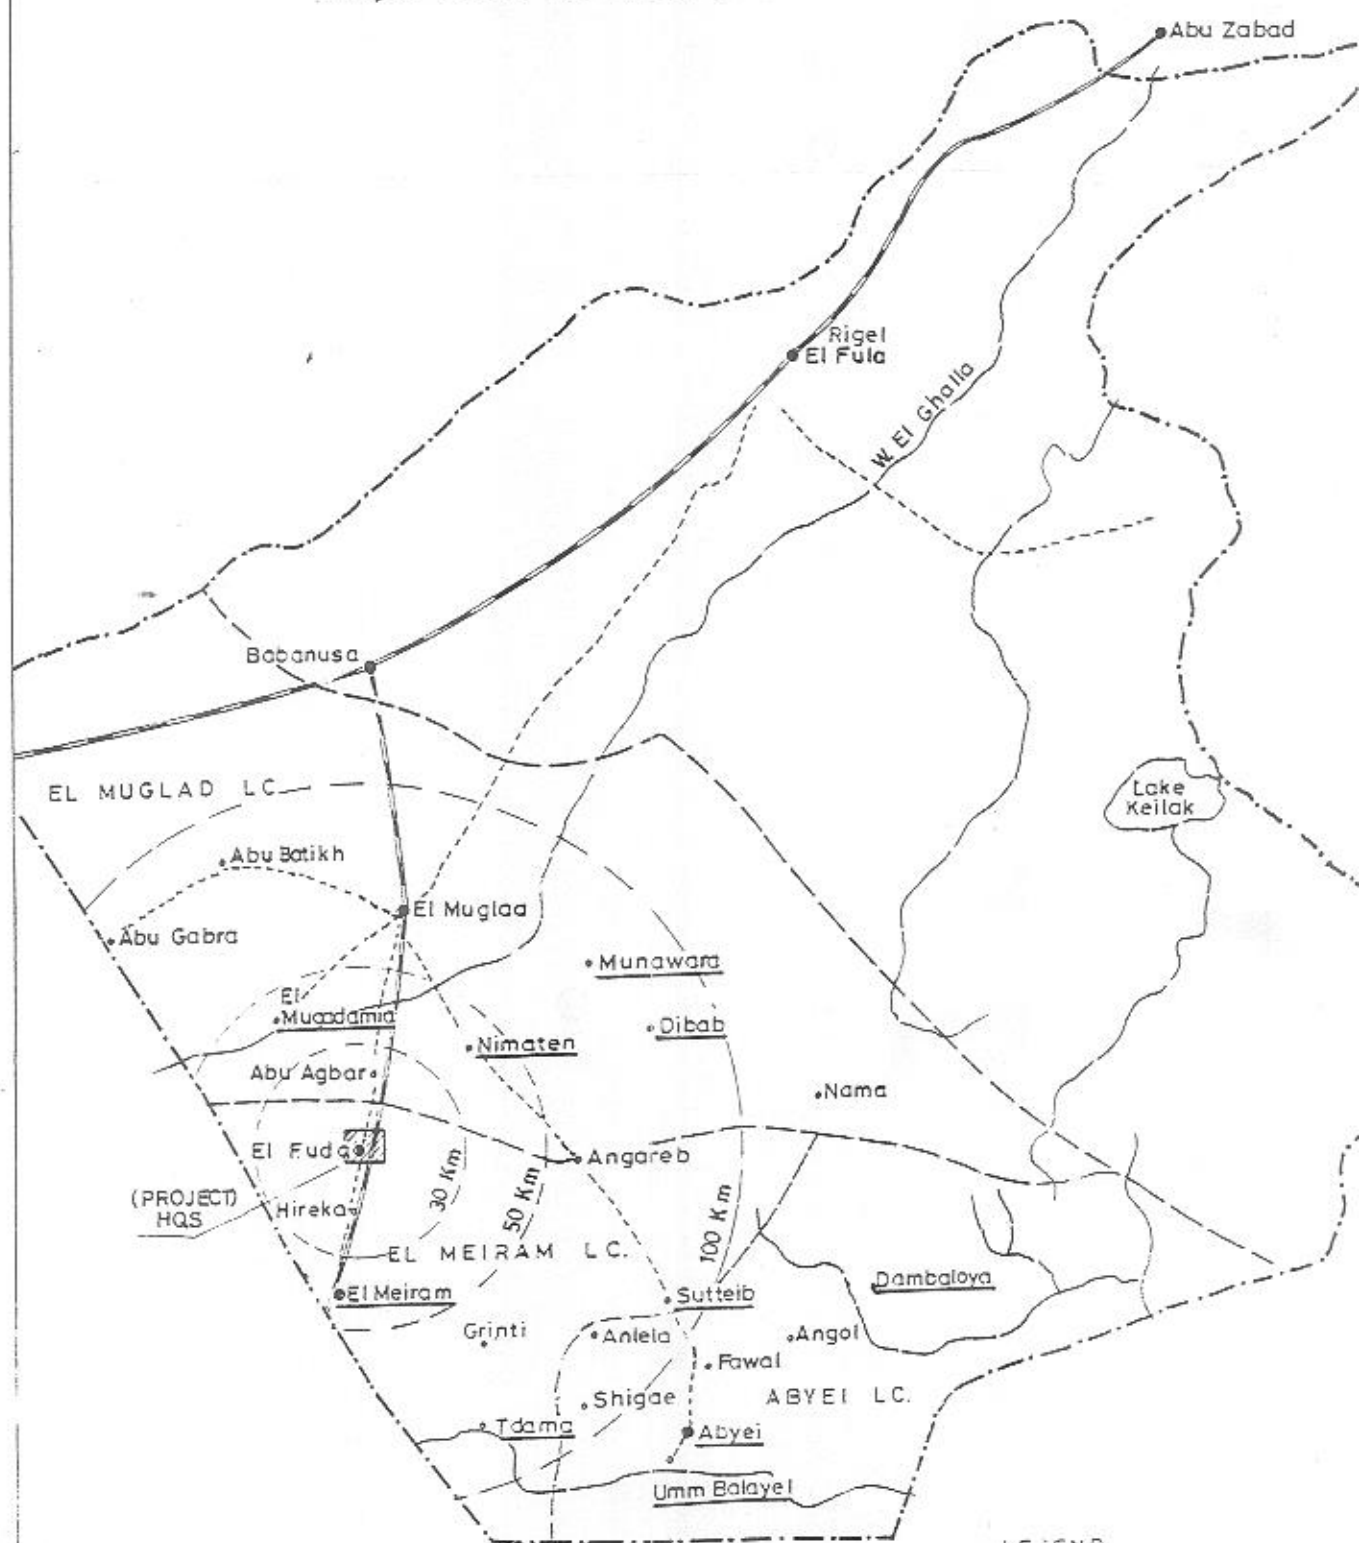 Abu Zabad
Rigel
El Fula
W. El Ghalla
Babanusa
EL MUGLAD LC.
Lake
Keilak
Abu Batikh
El Muglaa
Abu Gabra
Munawara
El
Muqadamia
Dibab
Nimaten
Abu Agbar
Nama
El Fuda
Angareb
30 Km
50 Km
100 Km
(PROJECT)
HQS
Hireka
EL MEIRAM LC.
El Meiram
Sutteib
Dambaloya
Grinti
Anlela
Angol
Fawal
Shigae
ABYEI LC.
Tdama
Abyei
Umm Balayel